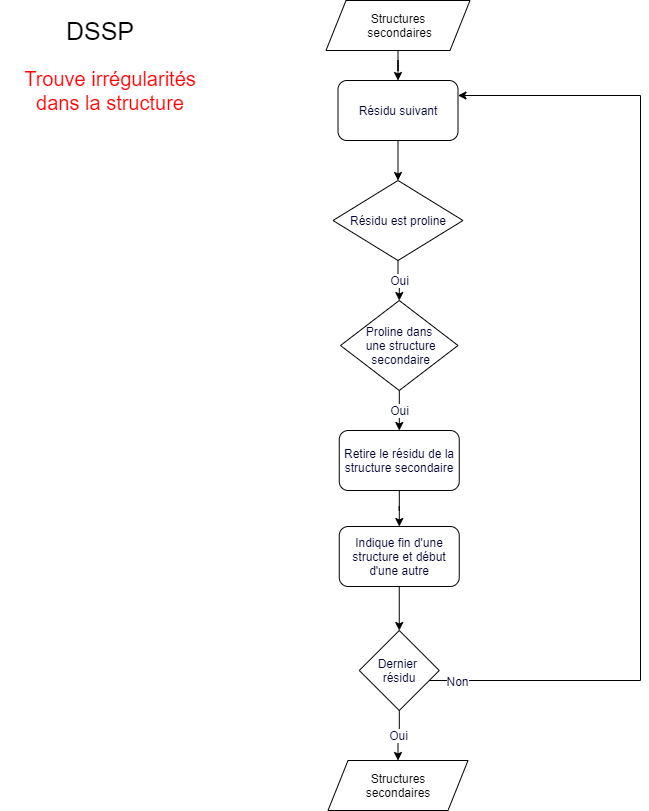 DSSP
Trouve irrégularités
dans la structure
Structures
secondaires
Résidu suivant
Résidu est proline
Oui
Proline dans
une structure
secondaire
Oui
Retire le résidu de la
structure secondaire
Indique fin d'une
structure et début
d'une autre
Dernier
résidu
Non
Oui
Structures
secondaires